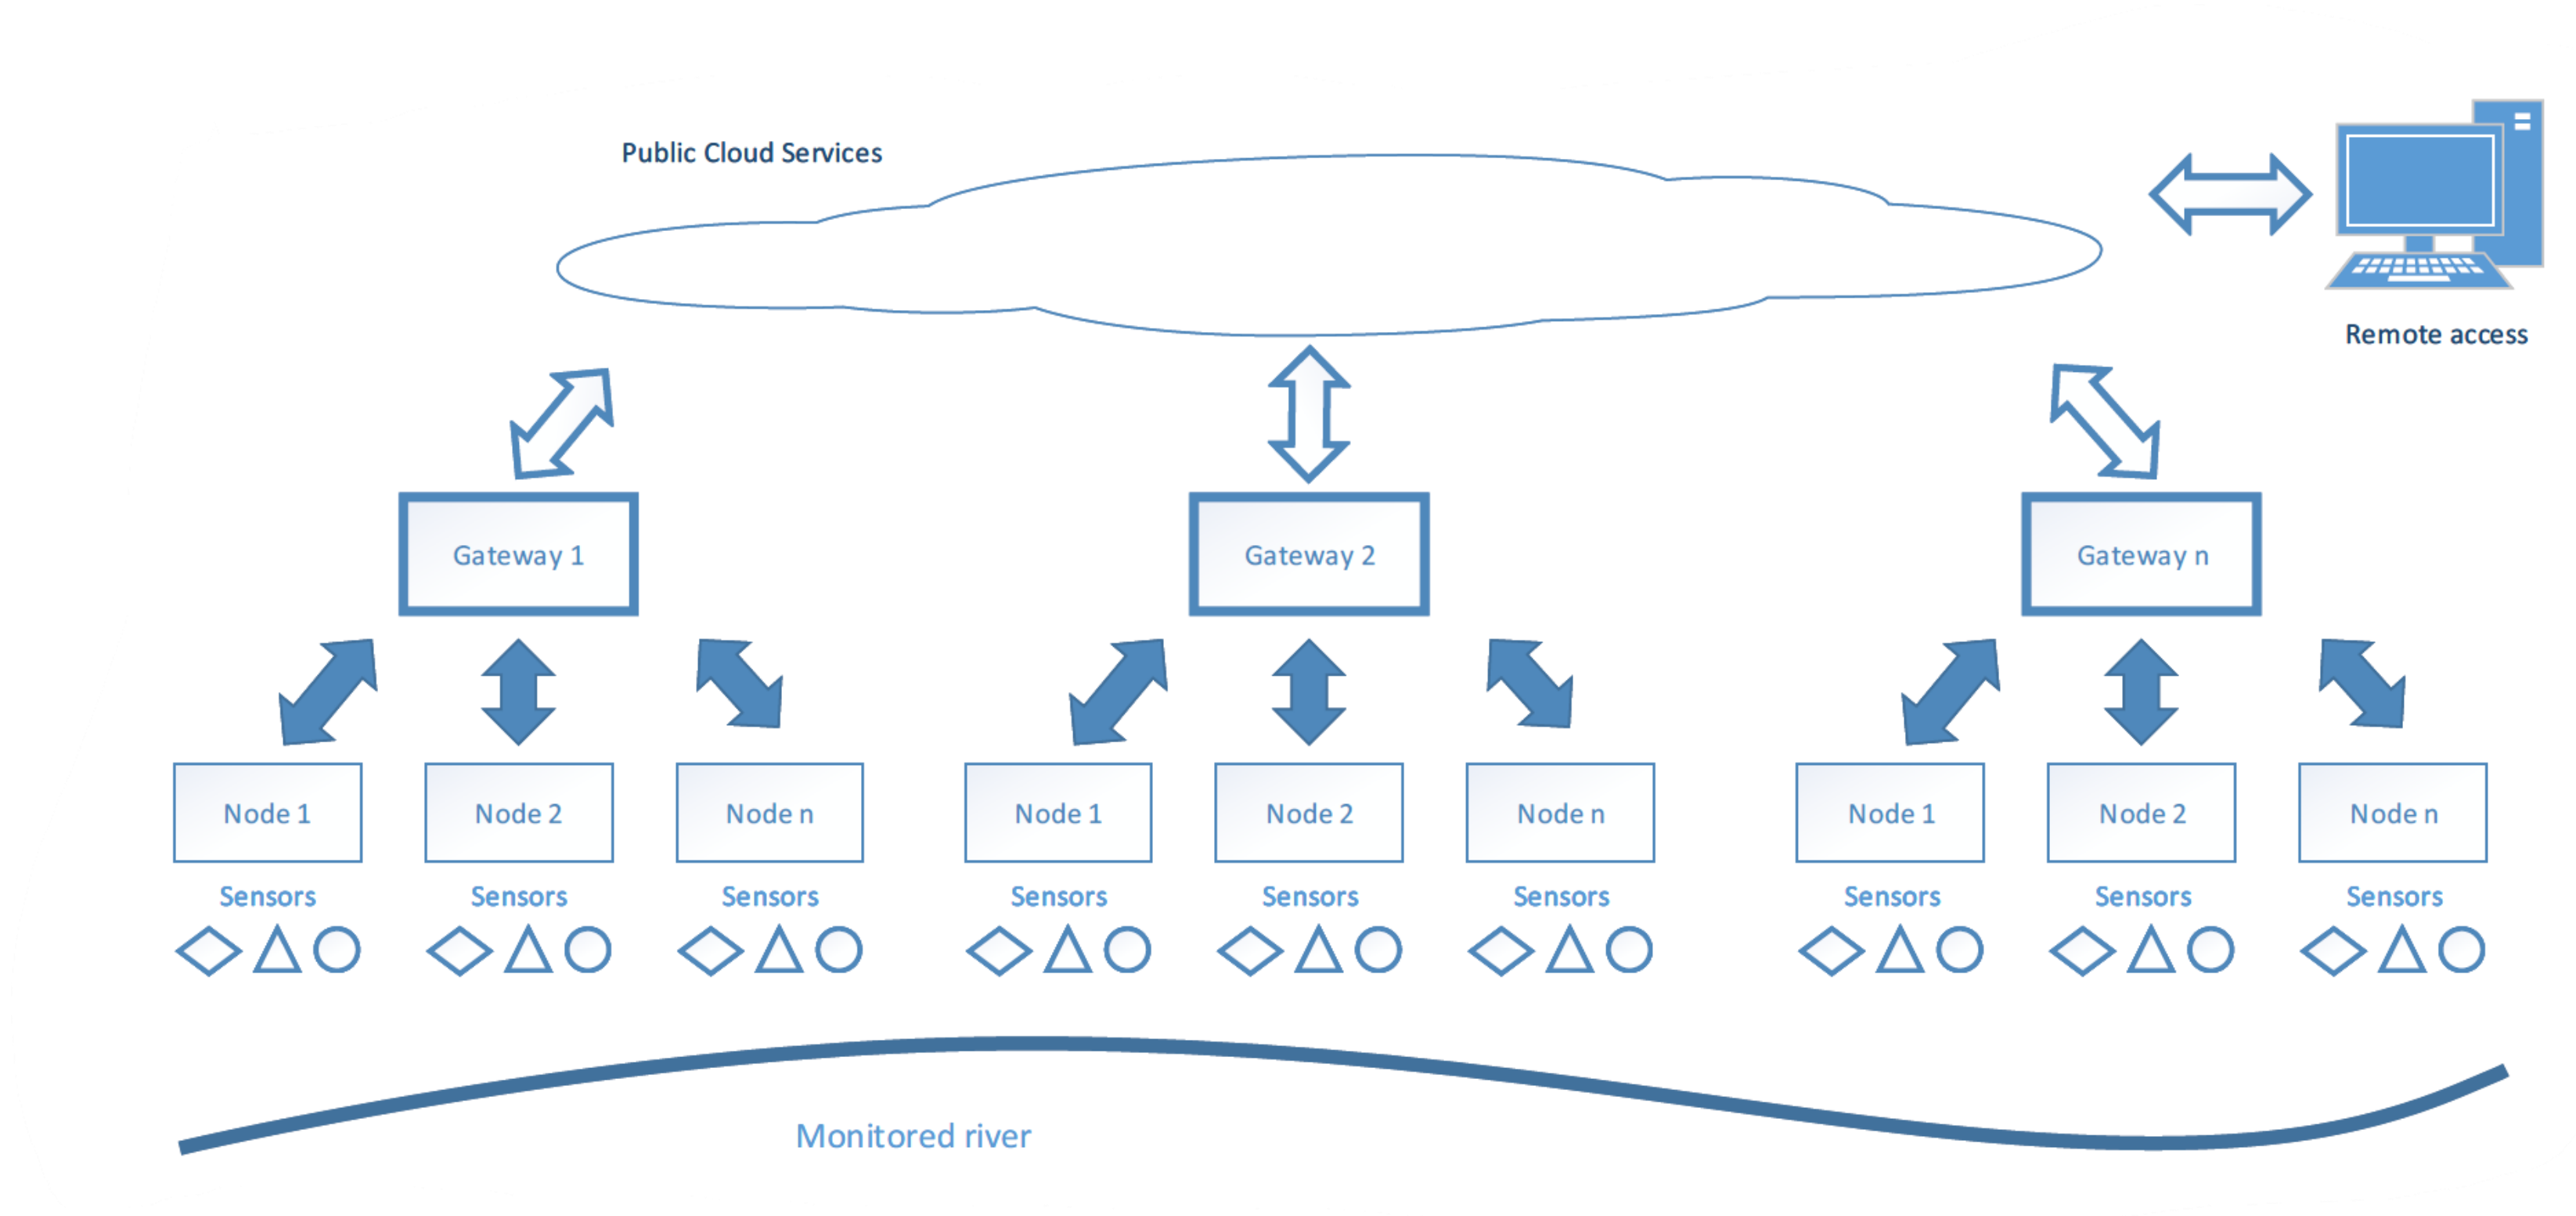 Public Cloud Services
Remote access
Gateway 1
Gateway 2
Gateway n
Node 1
Node 2
Node n
Node 1
Node 2
Node n
Node 1
Node 2
Node n
Sensors
Sensors
Sensors
Sensors
Sensors
Sensors
Sensors
Sensors
Sensors
Monitored river